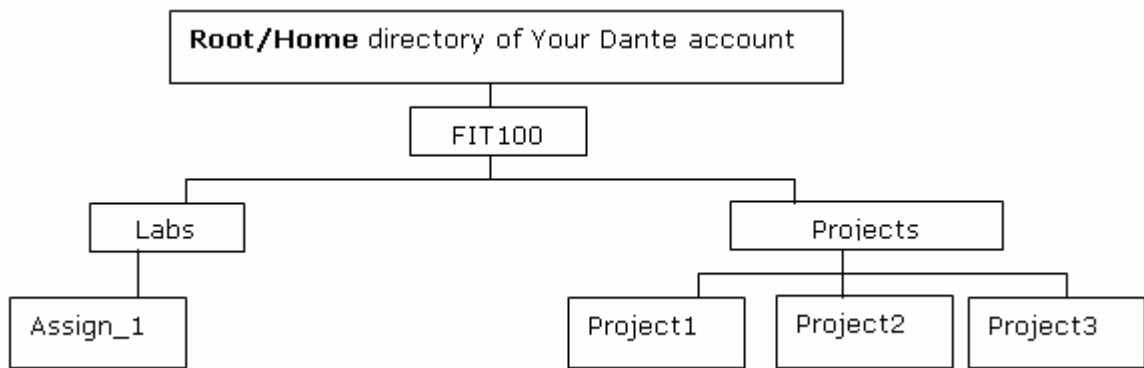 Root/Home directory of Your Dante account
FIT100
Labs
Projects
Assign_1
Project1
Project2
Project3